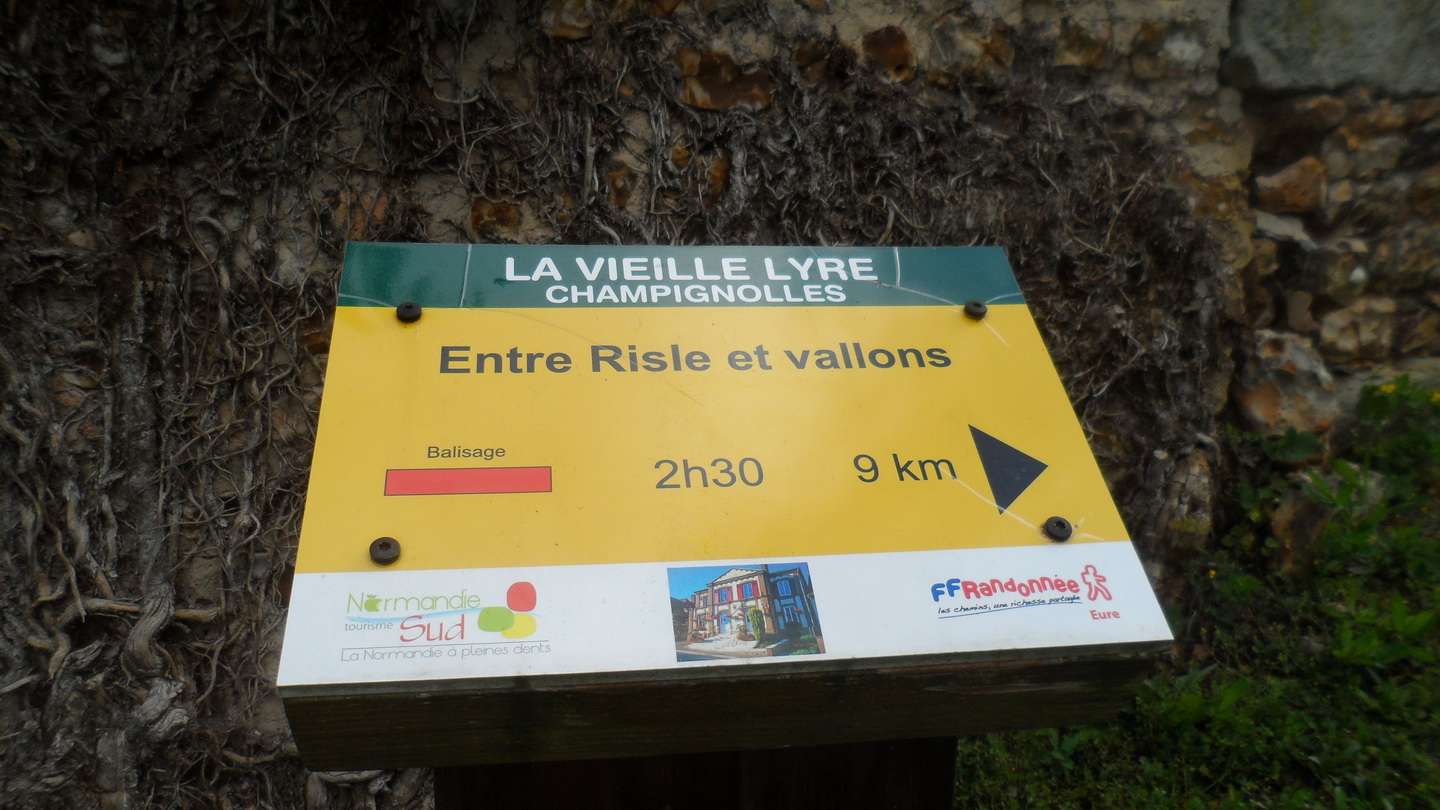 LA VIEILLE LYRE
CHAMPIGNOLLES
Entre Risle et vallons
Balisage
2h30
9 km
Normandie
tourisme Sud
La Normandie à pleines dents
FFRandonnée
les chemins, une richesse partagée
Eure